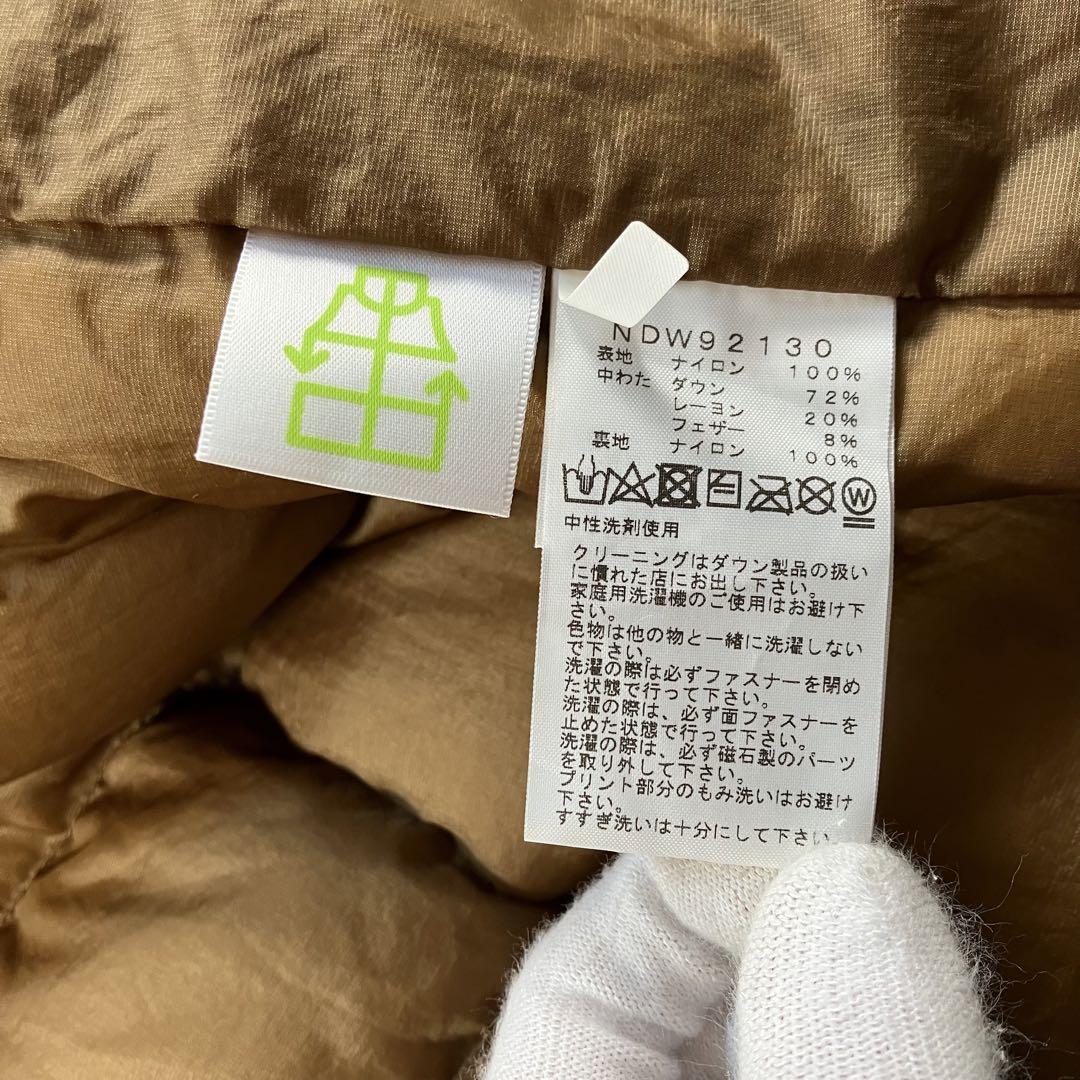 NDW92130
表地 ナイロン 100%
中わた ダウン 72%
レーヨン 20%
フェザー 8%
裏地 ナイロン 100%
W
中性洗剤使用
クリーニングはダウン製品の扱い
に慣れた店にお出し下さい。
家庭用洗濯機のご使用はお避け下
さい。
色物は他の物と一緒に洗濯しない
で下さい。
洗濯の際は必ずファスナーを閉め
た状態で行って下さい。
洗濯の際は、必ず面ファスナーを
止めた状態で行って下さい。
洗濯の際は、必ず磁石製のパーツ
を取り外して下さい。
プリント部分のもみ洗いはお避け
下さい。
すすぎ洗いは十分にして下さい。